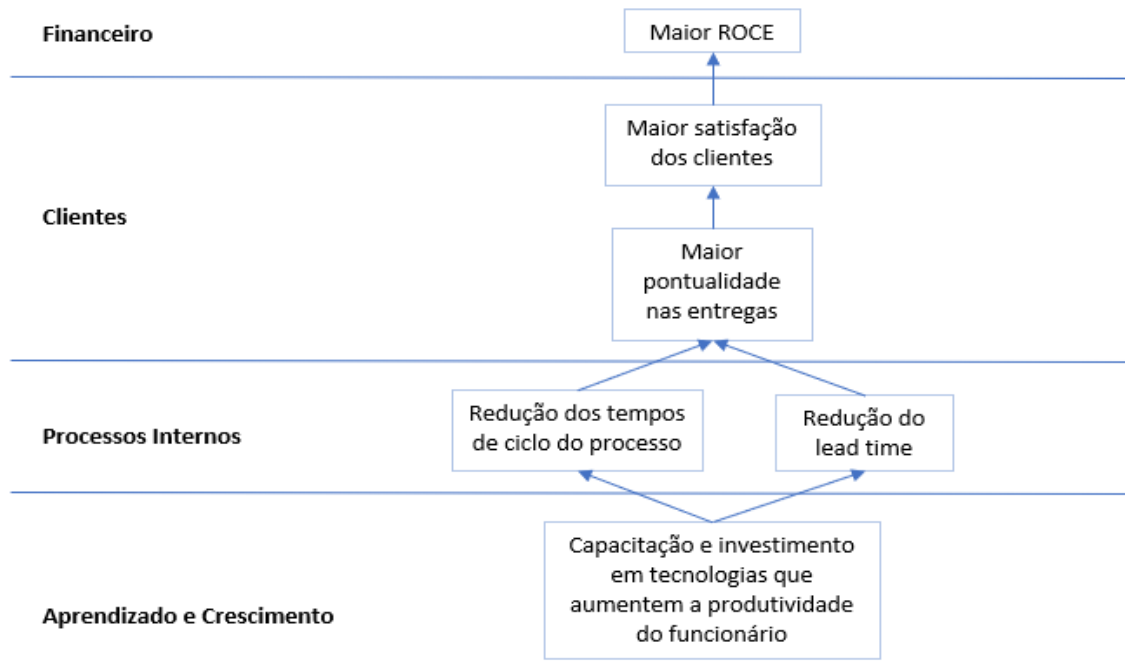 Financeiro
Maior ROCE
Maior satisfação
dos clientes
Clientes
Maior
pontualidade
nas entregas
Processos Internos
Redução dos tempos
de ciclo do processo
Redução do
lead time
Aprendizado e Crescimento
Capacitação e investimento
em tecnologias que
aumentem a produtividade
do funcionário